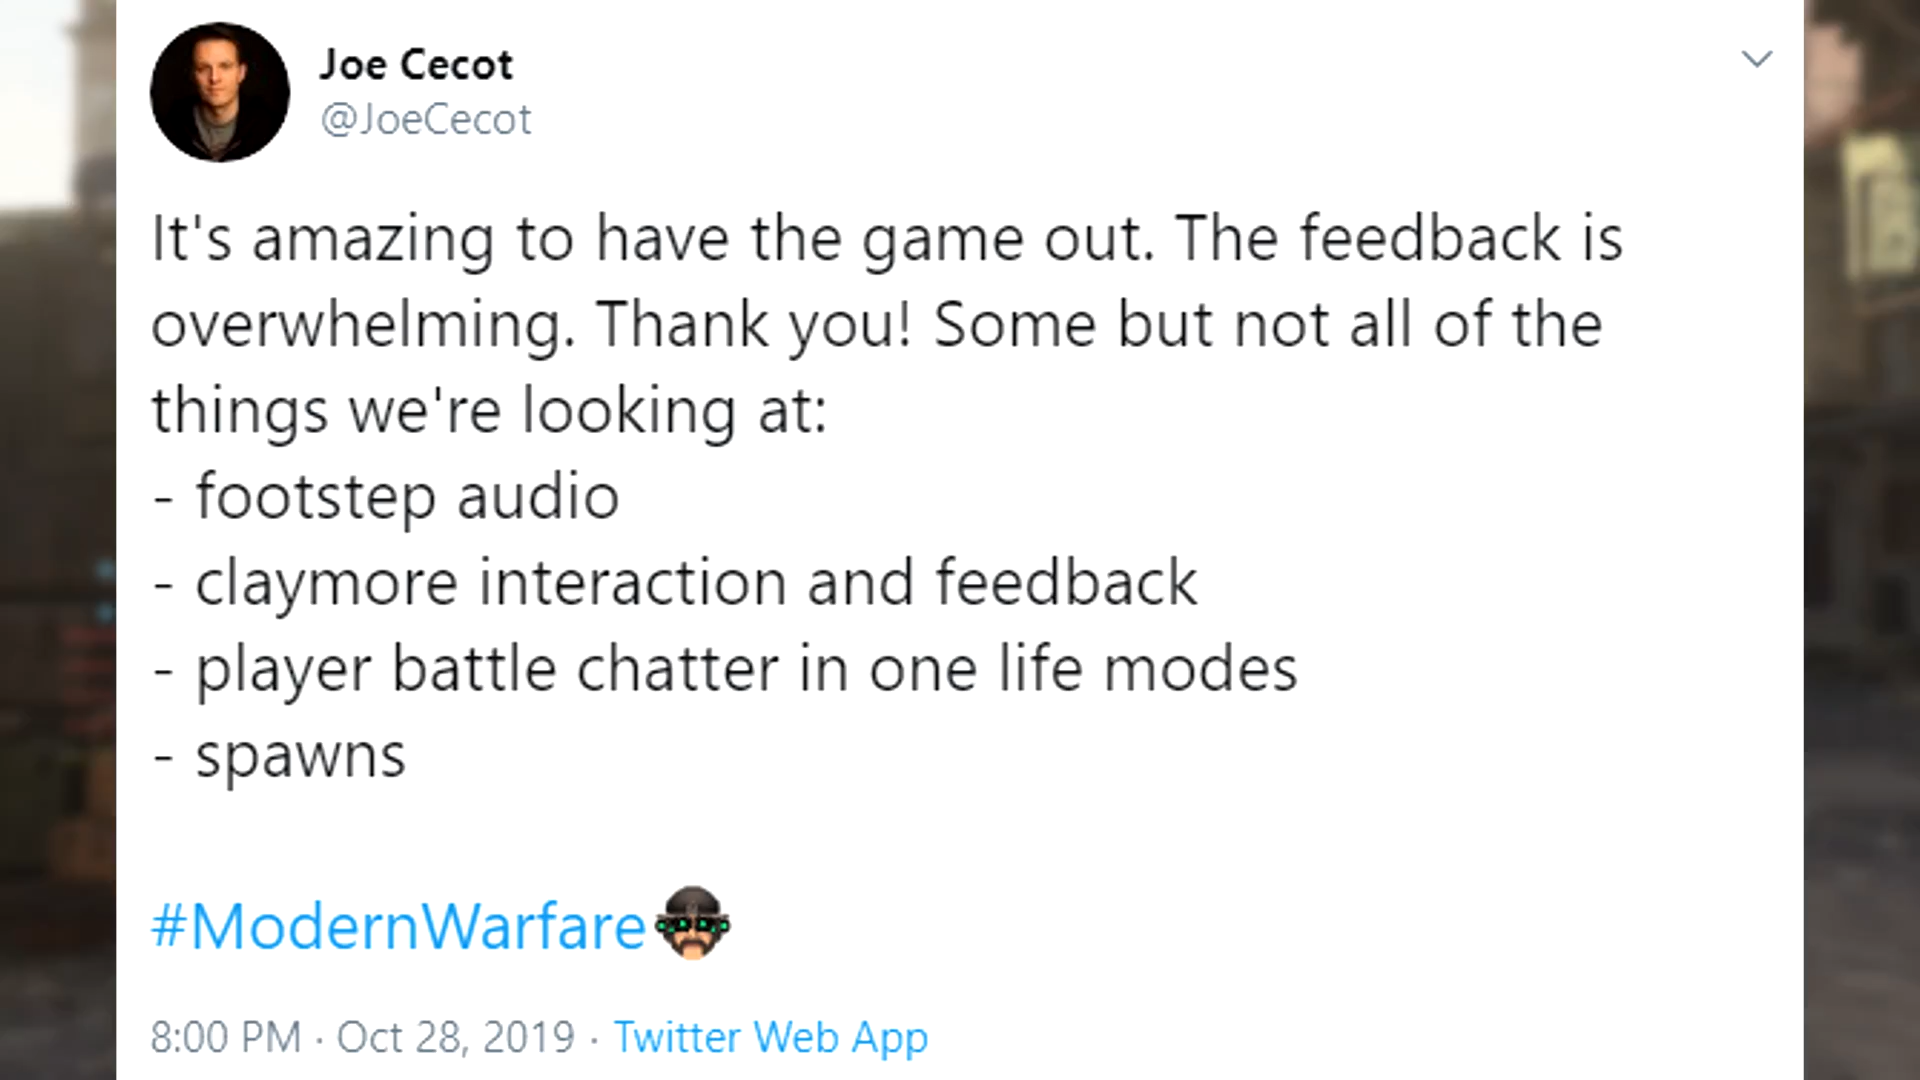 Joe Cecot
@JoeCecot
It's amazing to have the game out. The feedback is
overwhelming. Thank you! Some but not all of the
things we're looking at:
- footstep audio
- claymore interaction and feedback
- player battle chatter in one life modes
- spawns
#ModernWarfare
8:00 PM · Oct 28, 2019 · Twitter Web App